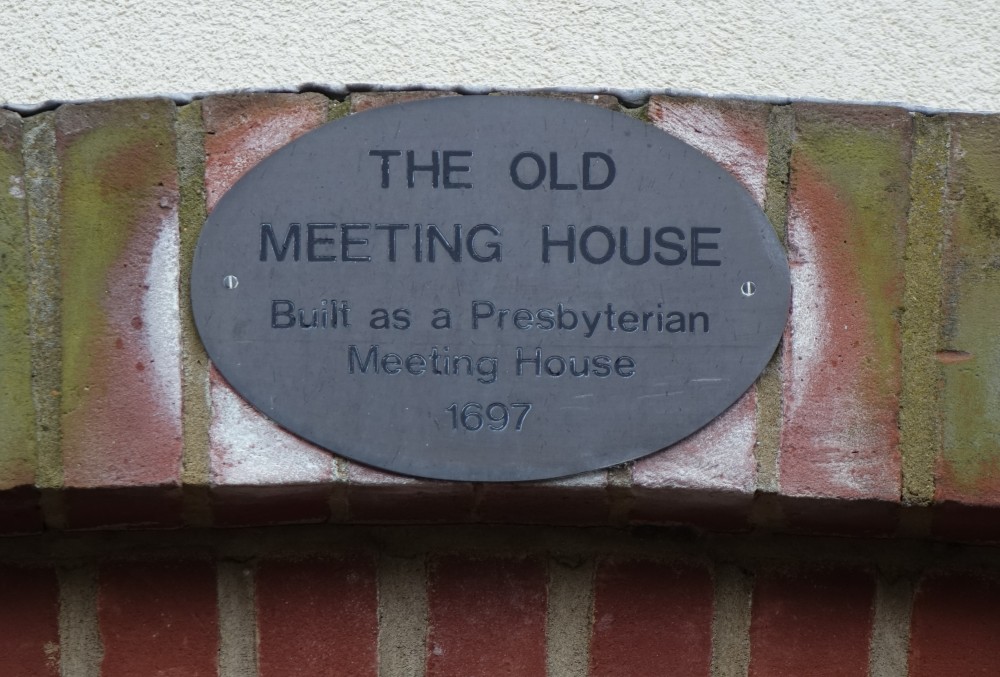 THE OLD
MEETING HOUSE
Built as a Presbyterian
Meeting House
1697